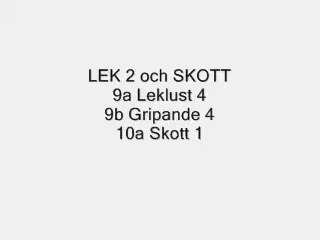 LEK 2 och SKOTT
9a Leklust 4
9b Gripande 4
10a Skott 1